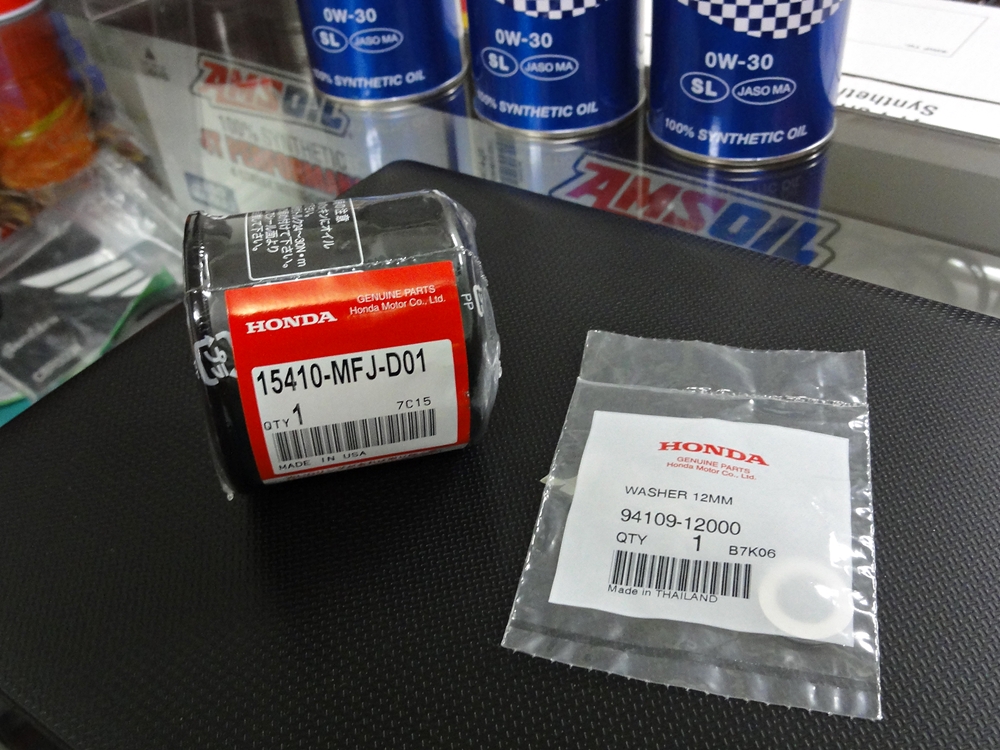 0W-30
SL JASO MA
100% SYNTHETIC OIL
0W-30
SL JASO MA
100% SYNTHETIC OIL
0W-30
SL JASO MA
100% SYNTHETIC OIL
AMSOIL
100% SYNTHETIC
AMSOIL
Synthetic
PP
HONDA
GENUINE PARTS
Honda Motor Co., Ltd.
15410-MFJ-D01
QTY 1 7C15
MADE IN USA
HONDA
GENUINE PARTS
Honda Motor Co., Ltd.
WASHER 12MM
94109-12000
QTY 1 B7K06
Made in THAILAND